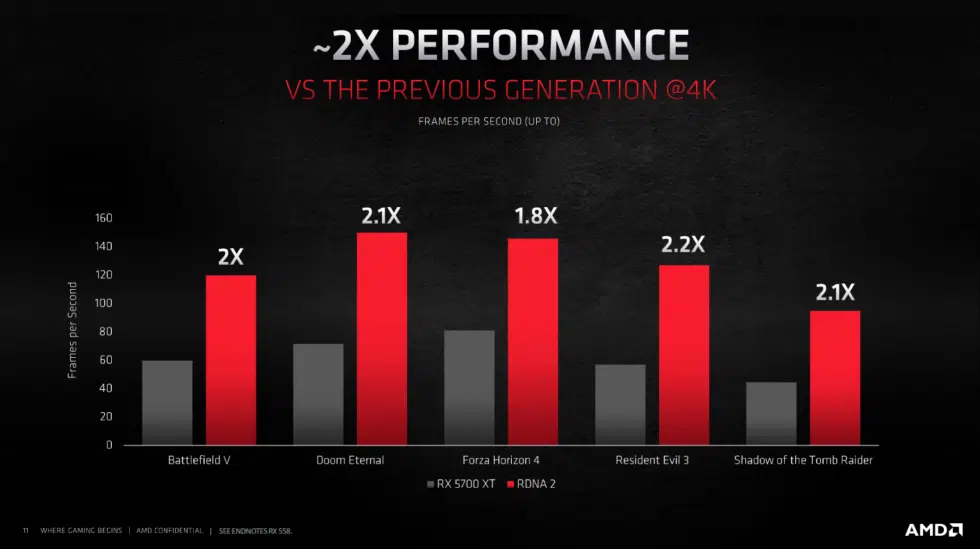 ~2X PERFORMANCE
VS THE PREVIOUS GENERATION @4K
FRAMES PER SECOND (UP TO)
Frames per Second
160
140
120
100
80
60
40
20
0
2X
2.1X
1.8X
2.2X
2.1X
Battlefield V
Doom Eternal
Forza Horizon 4
Resident Evil 3
Shadow of the Tomb Raider
RX 5700 XT
RDNA 2
11 WHERE GAMING BEGINS | AMD CONFIDENTIAL | SEE ENDNOTES RX 558.
AMD